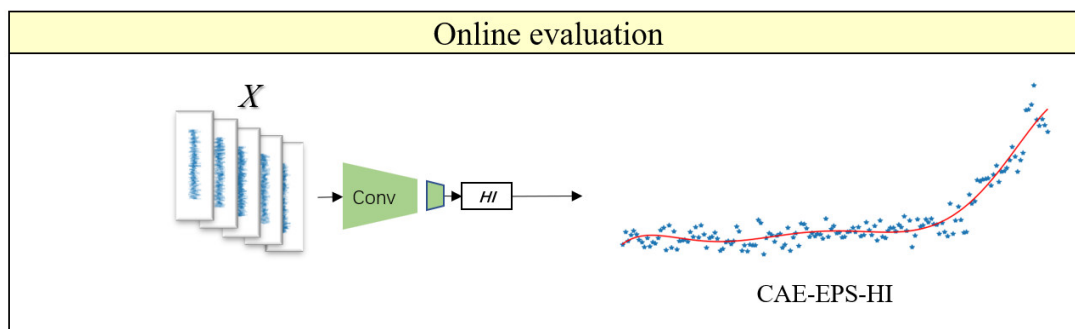 Online evaluation
X
Conv
HI
CAE-EPS-HI